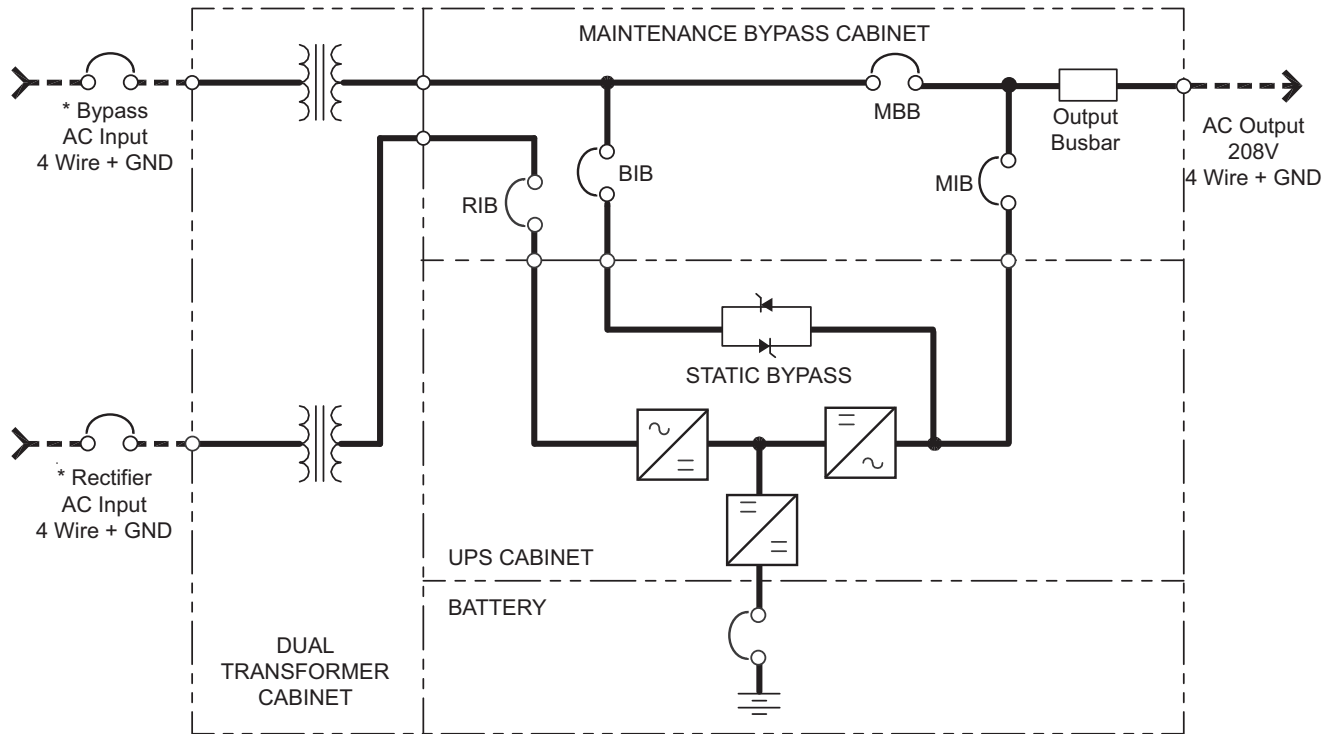 MAINTENANCE BYPASS CABINET
* Bypass
AC Input
4 Wire + GND
MBB
Output
Busbar
AC Output
208V
4 Wire + GND
RIB
BIB
MIB
STATIC BYPASS
* Rectifier
AC Input
4 Wire + GND
UPS CABINET
BATTERY
DUAL
TRANSFORMER
CABINET